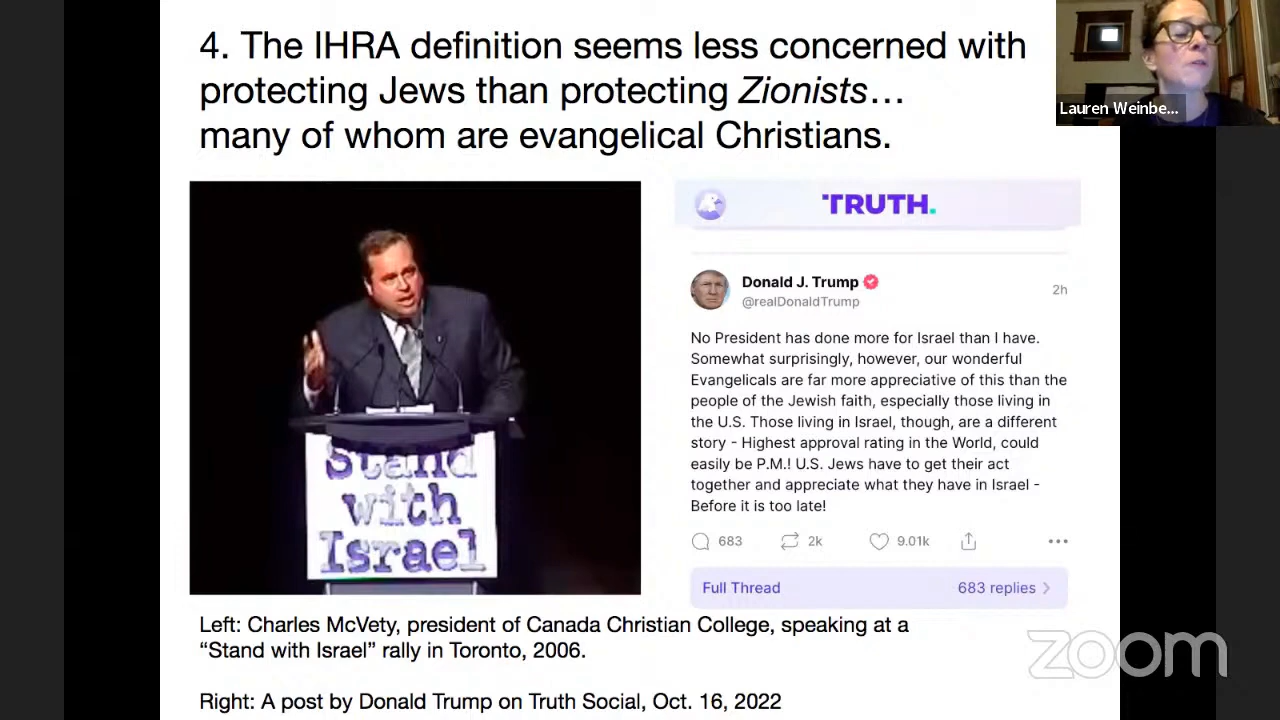 4. The IHRA definition seems less concerned with
protecting Jews than protecting Zionists…
many of whom are evangelical Christians.
Lauren Weinbe...
Stand
with
Israel
TRUTH.
Donald J. Trump
2h
@realDonaldTrump
No President has done more for Israel than I have.
Somewhat surprisingly, however, our wonderful
Evangelicals are far more appreciative of this than the
people of the Jewish faith, especially those living in
the U.S. Those living in Israel, though, are a different
story - Highest approval rating in the World, could
easily be P.M.! U.S. Jews have to get their act
together and appreciate what they have in Israel -
Before it is too late!
683 2k 9.01k
Full Thread 683 replies
Left: Charles McVety, president of Canada Christian College, speaking at a
“Stand with Israel” rally in Toronto, 2006.
Right: A post by Donald Trump on Truth Social, Oct. 16, 2022
zoom